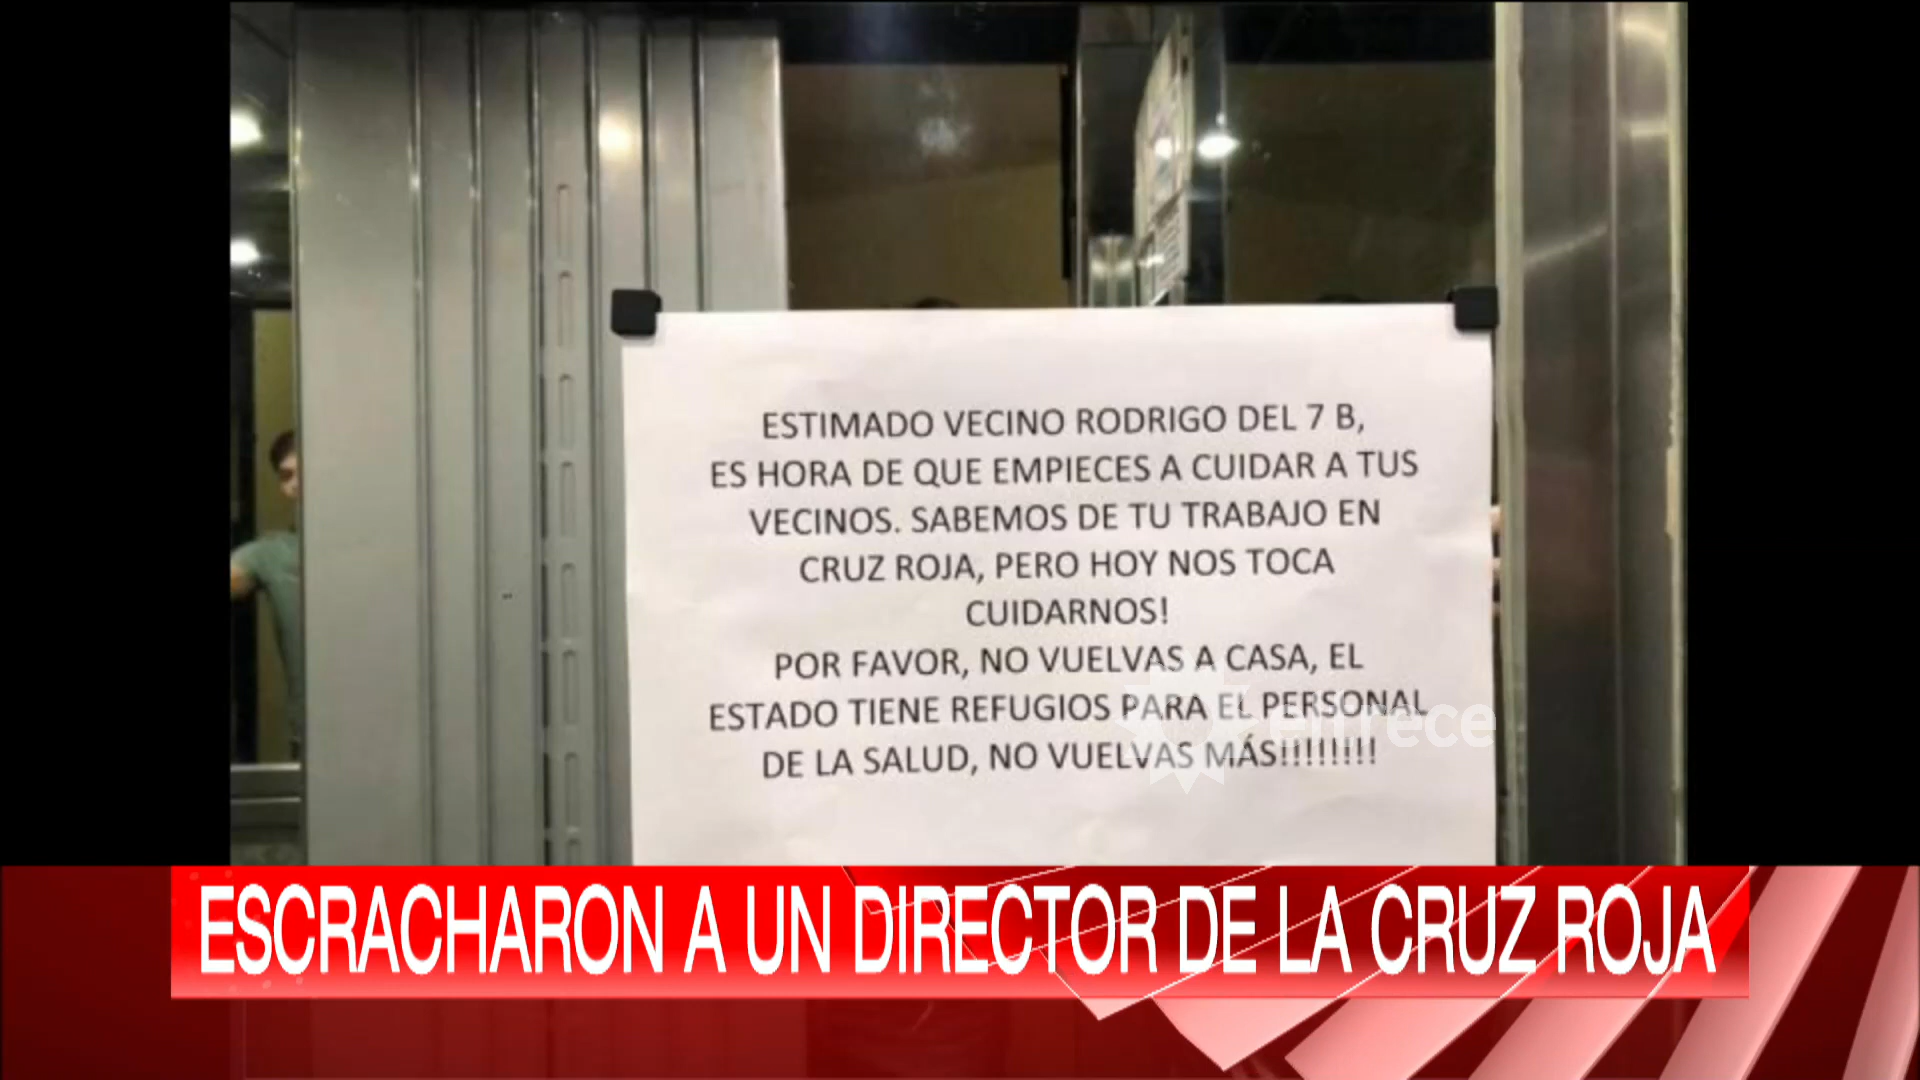 ESTIMADO VECINO RODRIGO DEL 7 B,
ES HORA DE QUE EMPIECES A CUIDAR A TUS
VECINOS. SABEMOS DE TU TRABAJO EN
CRUZ ROJA, PERO HOY NOS TOCA
CUIDARNOS!
POR FAVOR, NO VUELVAS A CASA, EL
ESTADO TIENE REFUGIOS PARA EL PERSONAL
DE LA SALUD, NO VUELVAS MÁS!!!!!!!!
eltrece
ESCRACHARON A UN DIRECTOR DE LA CRUZ ROJA